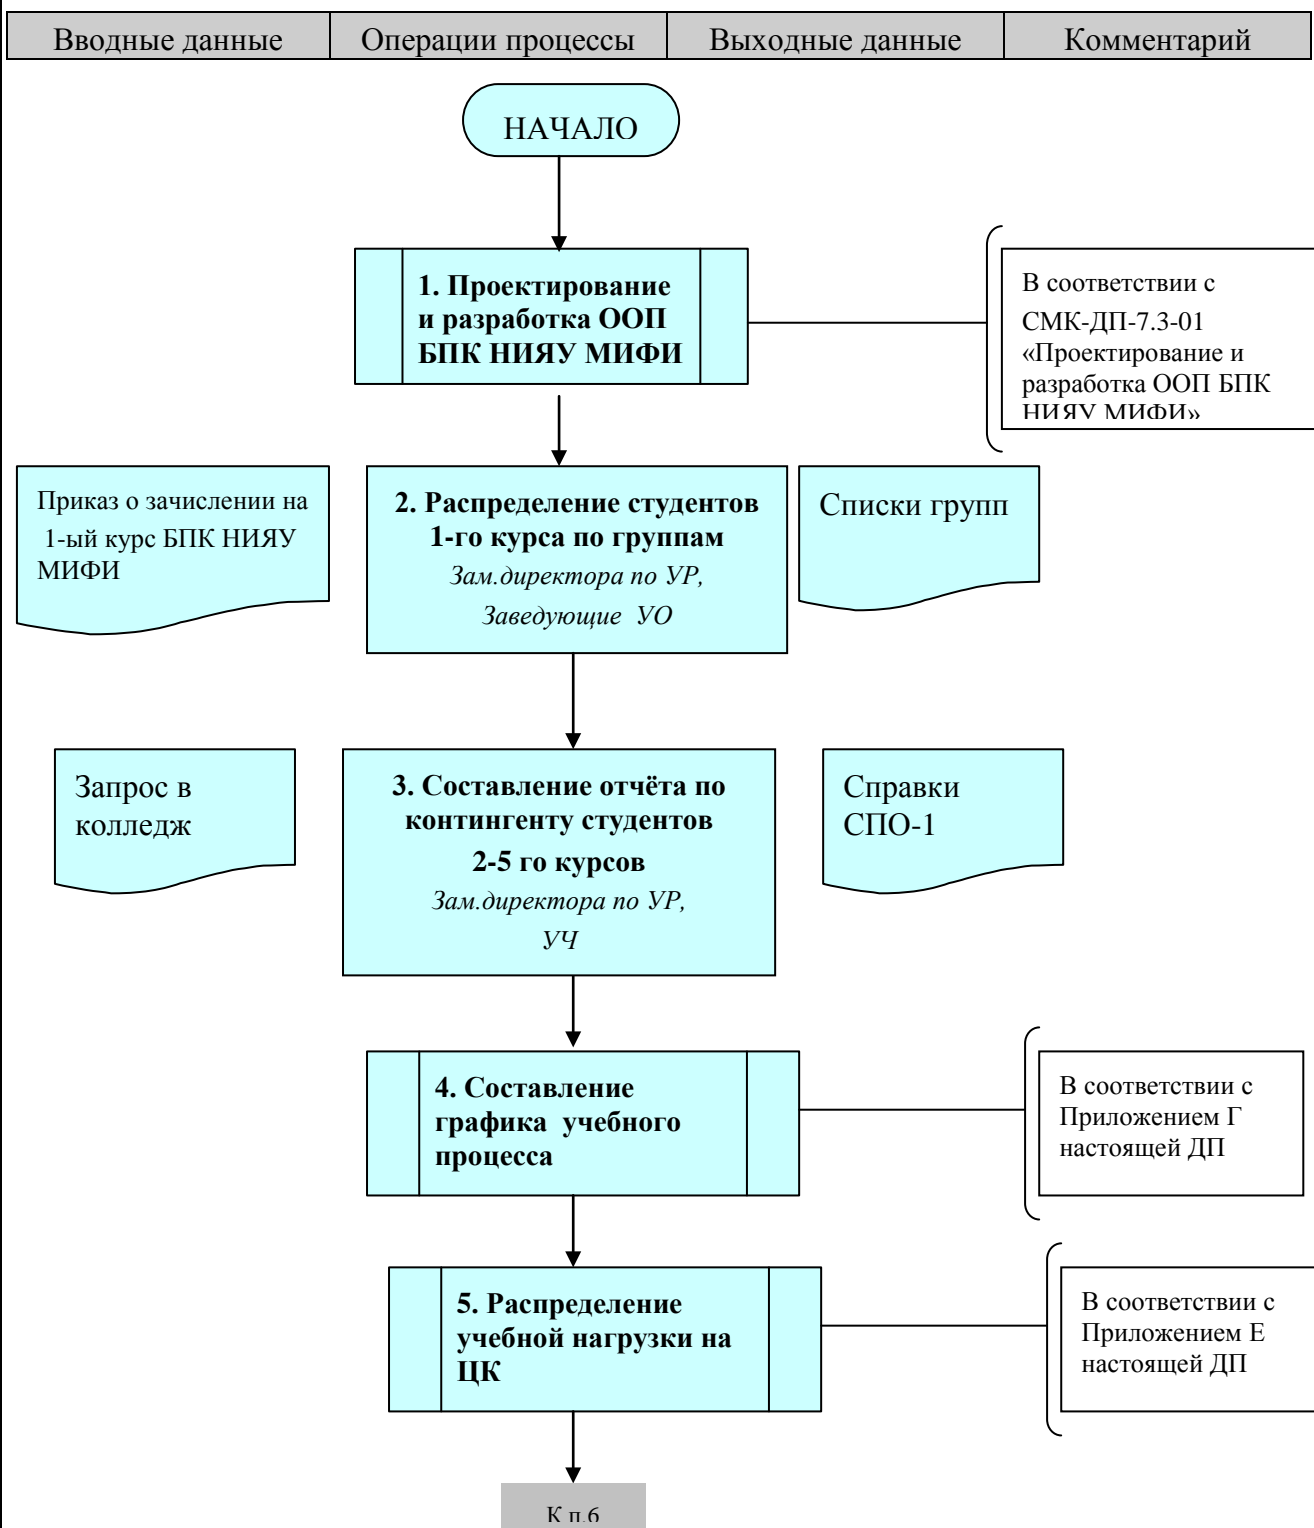 Вводные данные
Операции процессы
Выходные данные
Комментарий
НАЧАЛО
1. Проектирование
и разработка ООП
БПК НИЯУ МИФИ
В соответствии с
СМК-ДП-7.3-01
«Проектирование и
разработка ООП БПК
НИЯУ МИФИ»
Приказ о зачислении на
1-ый курс БПК НИЯУ
МИФИ
2. Распределение студентов
1-го курса по группам
Зам.директора по УР,
Заведующие УО
Списки групп
Запрос в
колледж
3. Составление отчёта по
контингенту студентов
2-5 го курсов
Зам.директора по УР,
УЧ
Справки
СПО-1
4. Составление
графика учебного
процесса
В соответствии с
Приложением Г
настоящей ДП
5. Распределение
учебной нагрузки на
ЦК
В соответствии с
Приложением Е
настоящей ДП
К п.6